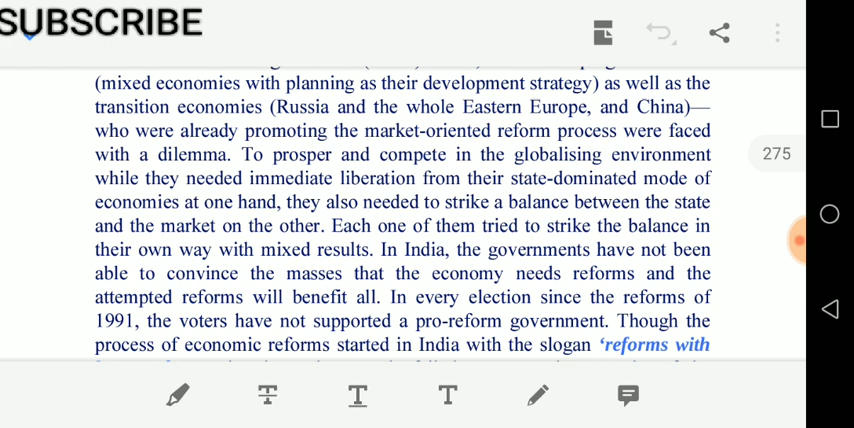 SUBSCRIBE
(mixed economies with planning as their development strategy) as well as the
transition economies (Russia and the whole Eastern Europe, and China)—
who were already promoting the market-oriented reform process were faced
with a dilemma. To prosper and compete in the globalising environment
while they needed immediate liberation from their state-dominated mode of
economies at one hand, they also needed to strike a balance between the state
and the market on the other. Each one of them tried to strike the balance in
their own way with mixed results. In India, the governments have not been
able to convince the masses that the economy needs reforms and the
attempted reforms will benefit all. In every election since the reforms of
1991, the voters have not supported a pro-reform government. Though the
process of economic reforms started in India with the slogan ‘reforms with
275
T
T
T